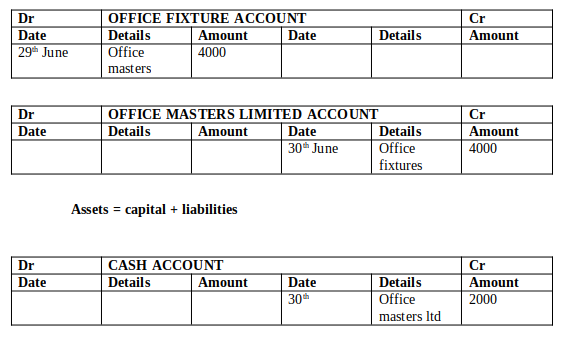 Dr OFFICE FIXTURE ACCOUNT Cr
Date Details Amount Date Details Amount
29th June Office 4000
masters
Dr OFFICE MASTERS LIMITED ACCOUNT Cr
Date Details Amount Date Details Amount
30th June Office 4000
fixtures
Assets = capital + liabilities
Dr CASH ACCOUNT Cr
Date Details Amount Date Details Amount
30th Office 2000
masters ltd